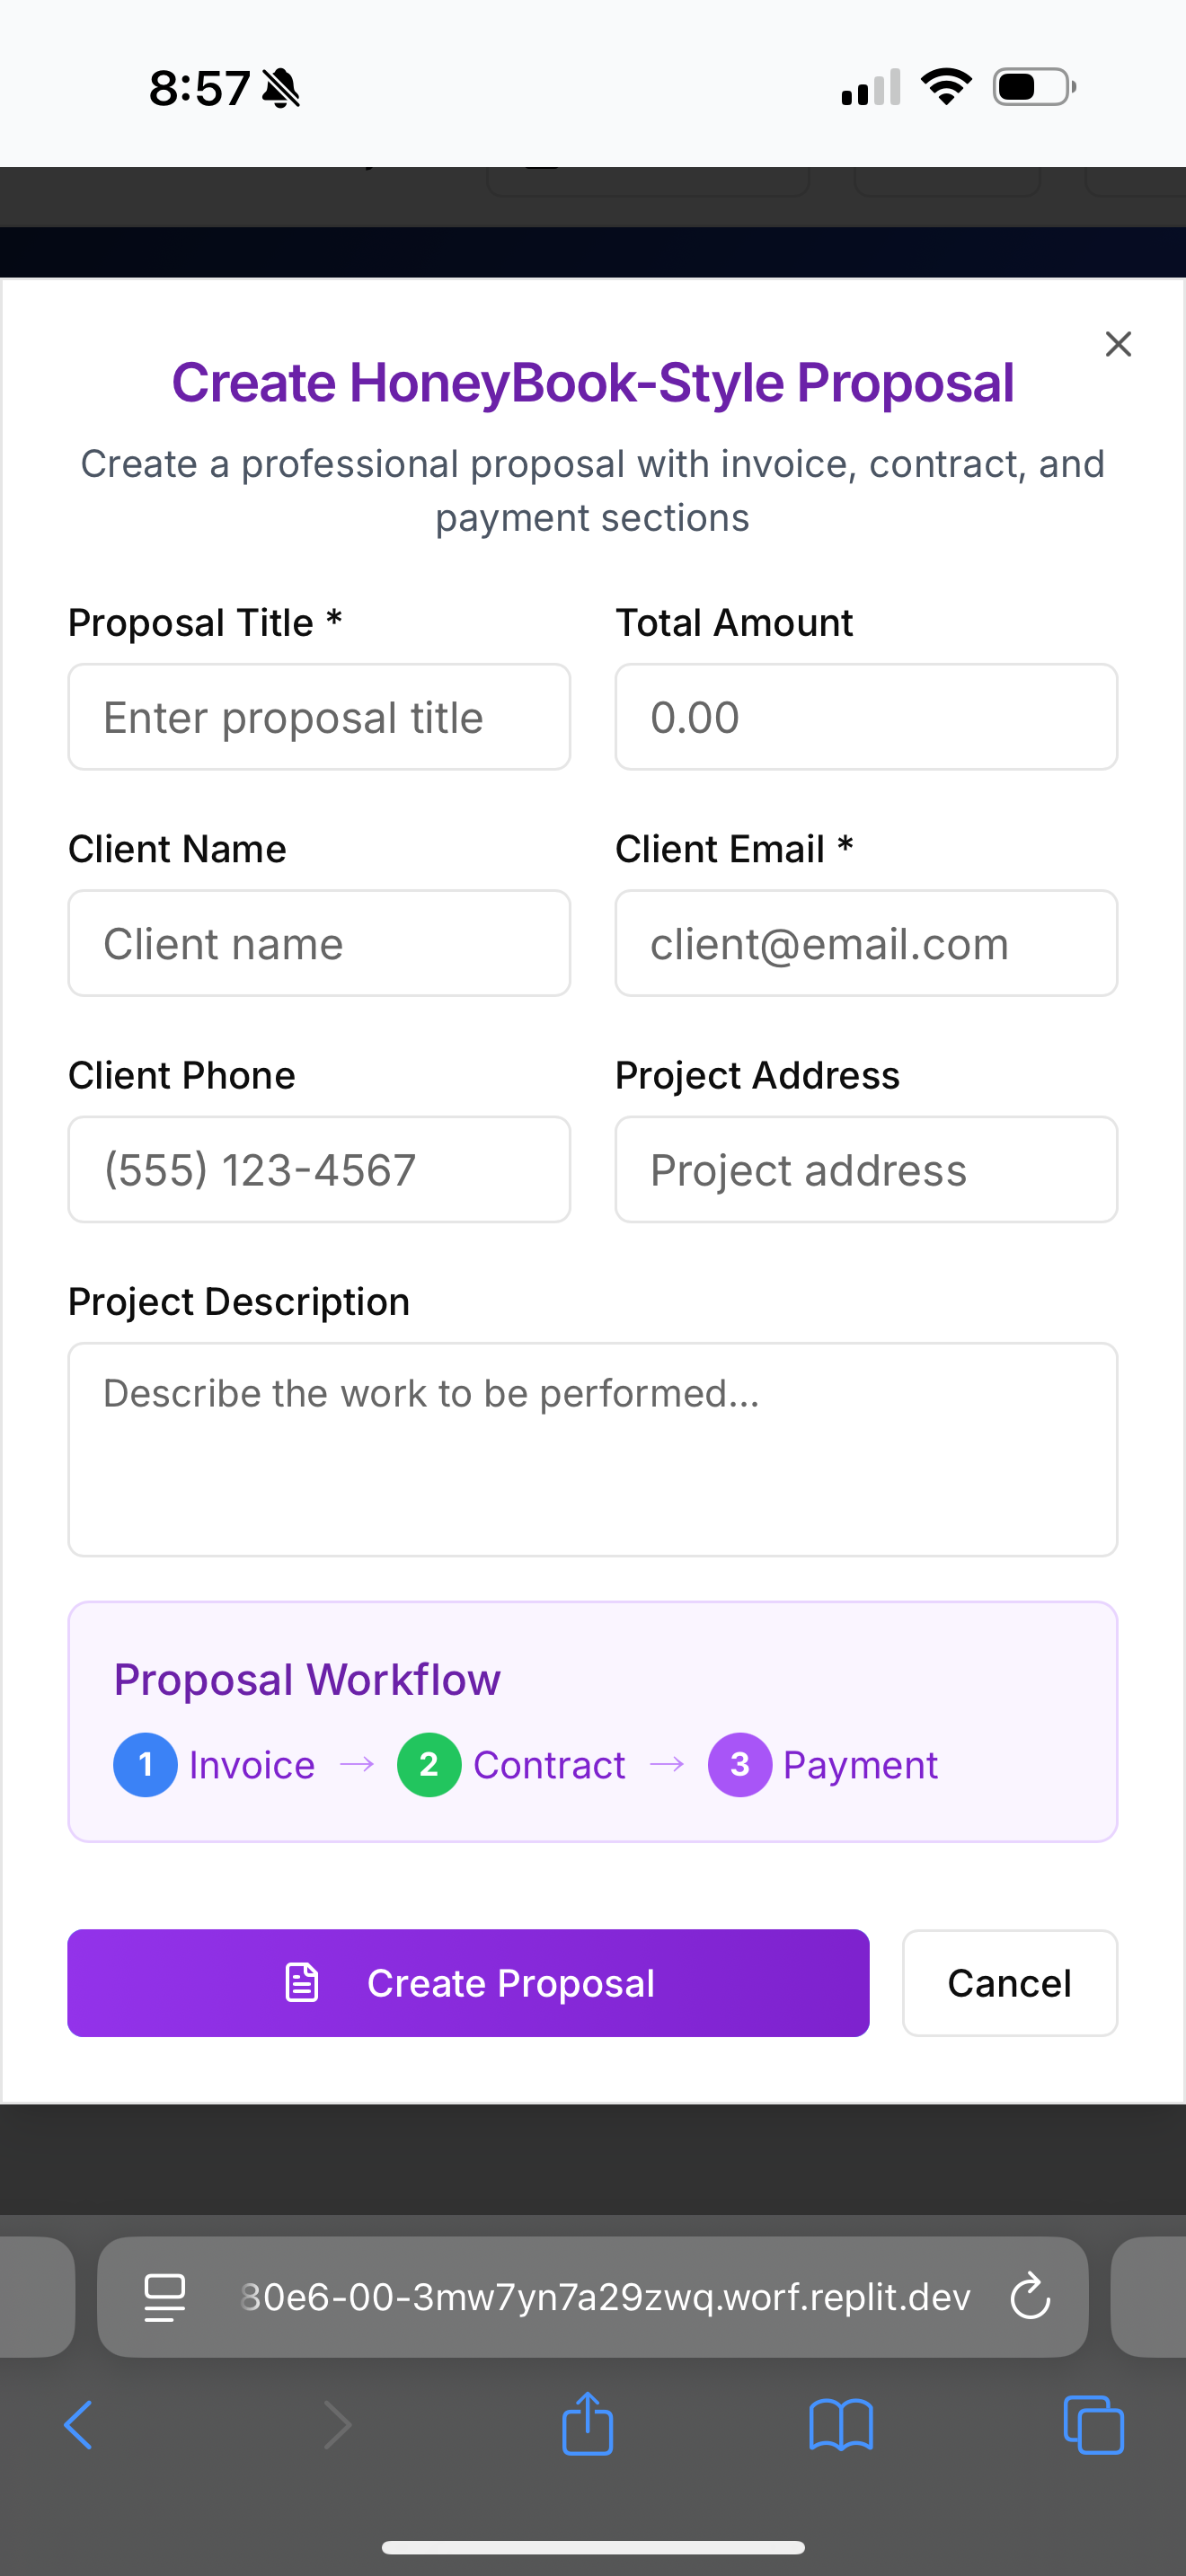 8:57
Create HoneyBook-Style Proposal
Create a professional proposal with invoice, contract, and
payment sections
Proposal Title *
Total Amount
Enter proposal title
0.00
Client Name
Client Email *
Client name
client@email.com
Client Phone
Project Address
(555) 123-4567
Project address
Project Description
Describe the work to be performed...
Proposal Workflow
1 Invoice → 2 Contract → 3 Payment
Create Proposal
Cancel
80e6-00-3mw7yn7a29zwq.worf.replit.dev